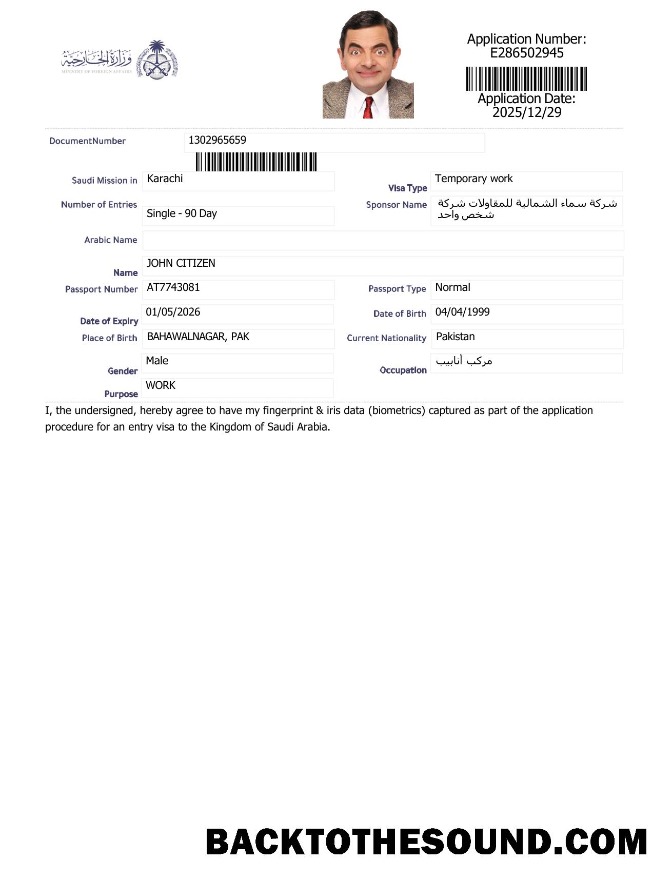 وزارة الخارجية
MINISTRY OF FOREIGN AFFAIRS
Application Number:
E286502945
Application Date:
2025/12/29
DocumentNumber 1302965659
Saudi Mission in Karachi
Visa Type Temporary work
Number of Entries Single - 90 Day
Sponsor Name شركة سماء الشمالية للمقاولات شركة
شخص واحد
Arabic Name
Name JOHN CITIZEN
Passport Number AT7743081
Passport Type Normal
Date of Expiry 01/05/2026
Date of Birth 04/04/1999
Place of Birth BAHAWALNAGAR, PAK
Current Nationality Pakistan
Gender Male
Occupation مركب أنابيب
Purpose WORK
I, the undersigned, hereby agree to have my fingerprint & iris data (biometrics) captured as part of the application
procedure for an entry visa to the Kingdom of Saudi Arabia.
BACKTOTHESOUND.COM